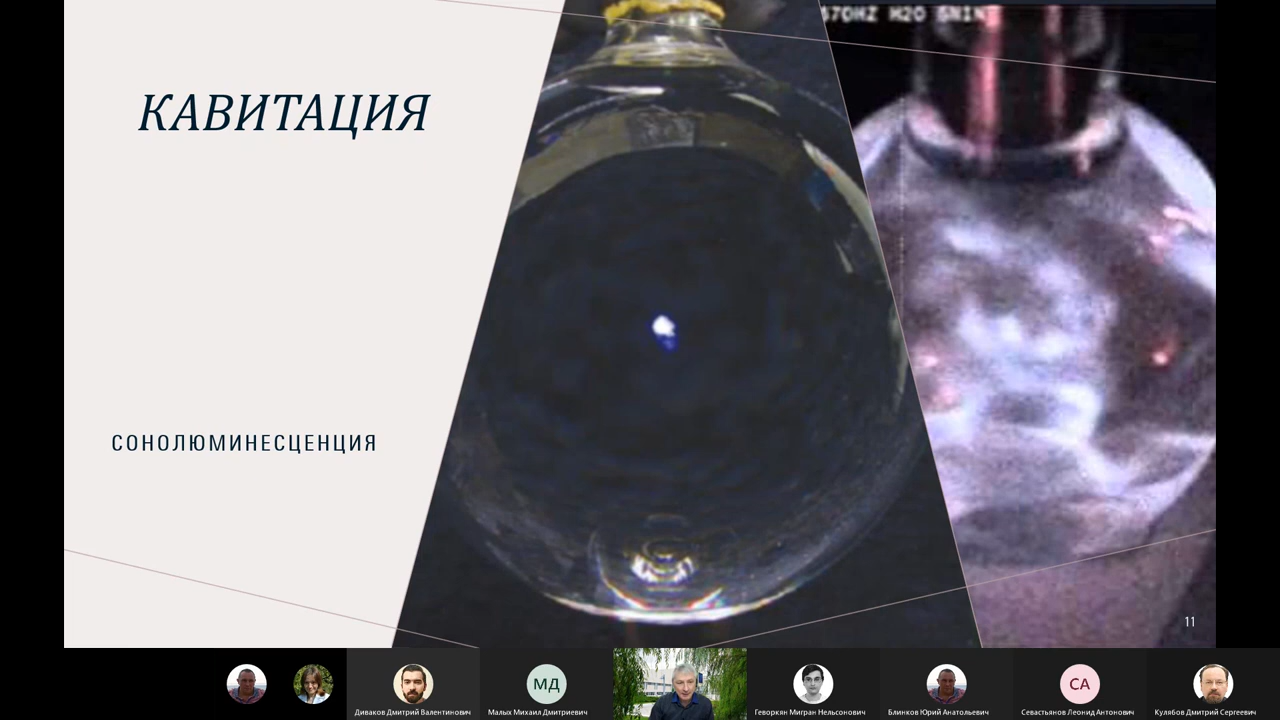 КАВИТАЦИЯ
СОНОЛЮМИНЕСЦЕНЦИЯ
H2O
11
МД
СА
Диваков Дмитрий Валентинович
Малых Михаил Дмитриевич
Геворкян Мигран Нельсонович
Блинков Юрий Анатольевич
Севастьянов Леонид Антонович
Кулябов Дмитрий Сергеевич